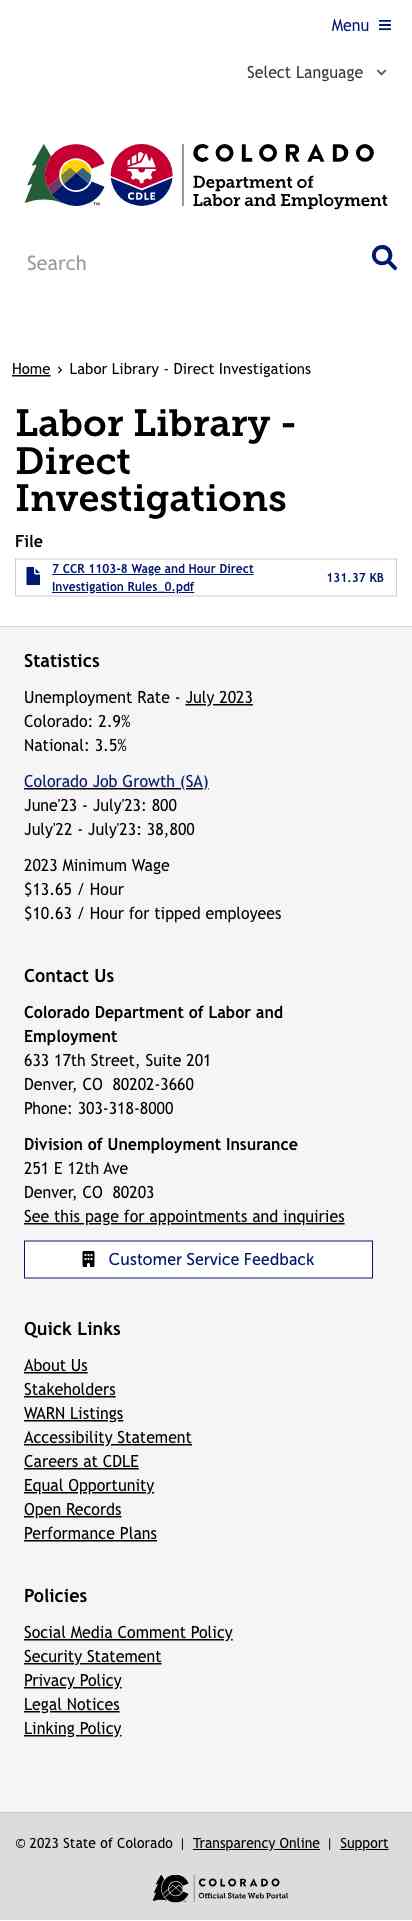 Menu
Select Language
COLORADO
CDLE
Department of
Labor and Employment
TM
Search
Home › Labor Library - Direct Investigations
Labor Library -
Direct
Investigations
File
7 CCR 1103-8 Wage and Hour Direct
Investigation Rules_0.pdf
131.37 KB
Statistics
Unemployment Rate - July 2023
Colorado: 2.9%
National: 3.5%
Colorado Job Growth (SA)
June'23 - July'23: 800
July'22 - July'23: 38,800
2023 Minimum Wage
$13.65 / Hour
$10.63 / Hour for tipped employees
Contact Us
Colorado Department of Labor and
Employment
633 17th Street, Suite 201
Denver, CO  80202-3660
Phone: 303-318-8000
Division of Unemployment Insurance
251 E 12th Ave
Denver, CO  80203
See this page for appointments and inquiries
Customer Service Feedback
Quick Links
About Us
Stakeholders
WARN Listings
Accessibility Statement
Careers at CDLE
Equal Opportunity
Open Records
Performance Plans
Policies
Social Media Comment Policy
Security Statement
Privacy Policy
Legal Notices
Linking Policy
© 2023 State of Colorado | Transparency Online | Support
COLORADO
Official State Web Portal